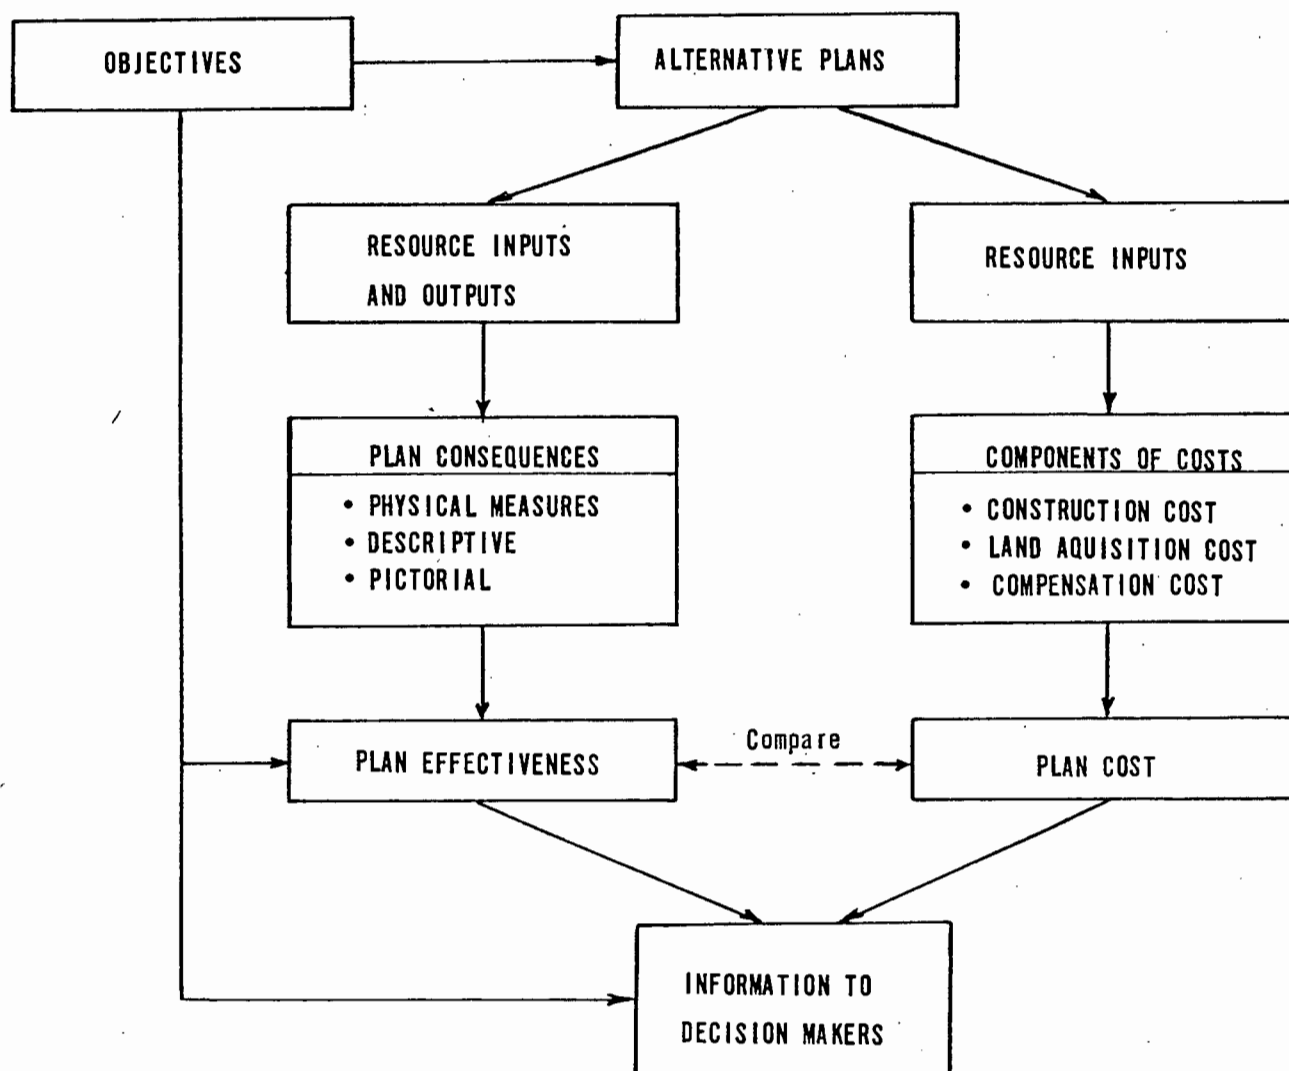 OBJECTIVES
ALTERNATIVE PLANS
RESOURCE INPUTS
AND OUTPUTS
RESOURCE INPUTS
PLAN CONSEQUENCES
• PHYSICAL MEASURES
• DESCRIPTIVE
• PICTORIAL
COMPONENTS OF COSTS
• CONSTRUCTION COST
• LAND AQUISITION COST
• COMPENSATION COST
PLAN EFFECTIVENESS
Compare
PLAN COST
INFORMATION TO
DECISION MAKERS